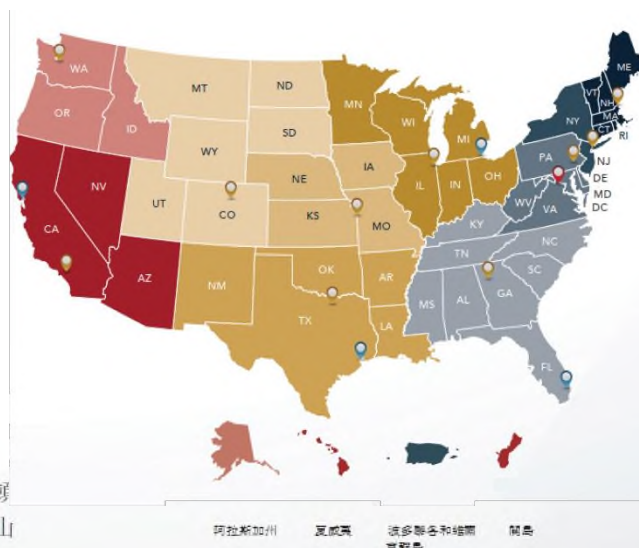 WA
MT
ND
MN
ME
VT
NH
OR
ID
SD
WI
MI
NY
MA
CT
RI
WY
IA
PA
NJ
NV
NE
IL
IN
OH
DE
UT
CO
WV
MD
VA
DC
CA
KS
MO
KY
NC
TN
AZ
NM
OK
AR
SC
MS
AL
GA
TX
LA
FL
山
阿拉斯加州
夏威夷
波多黎各和維爾
關島